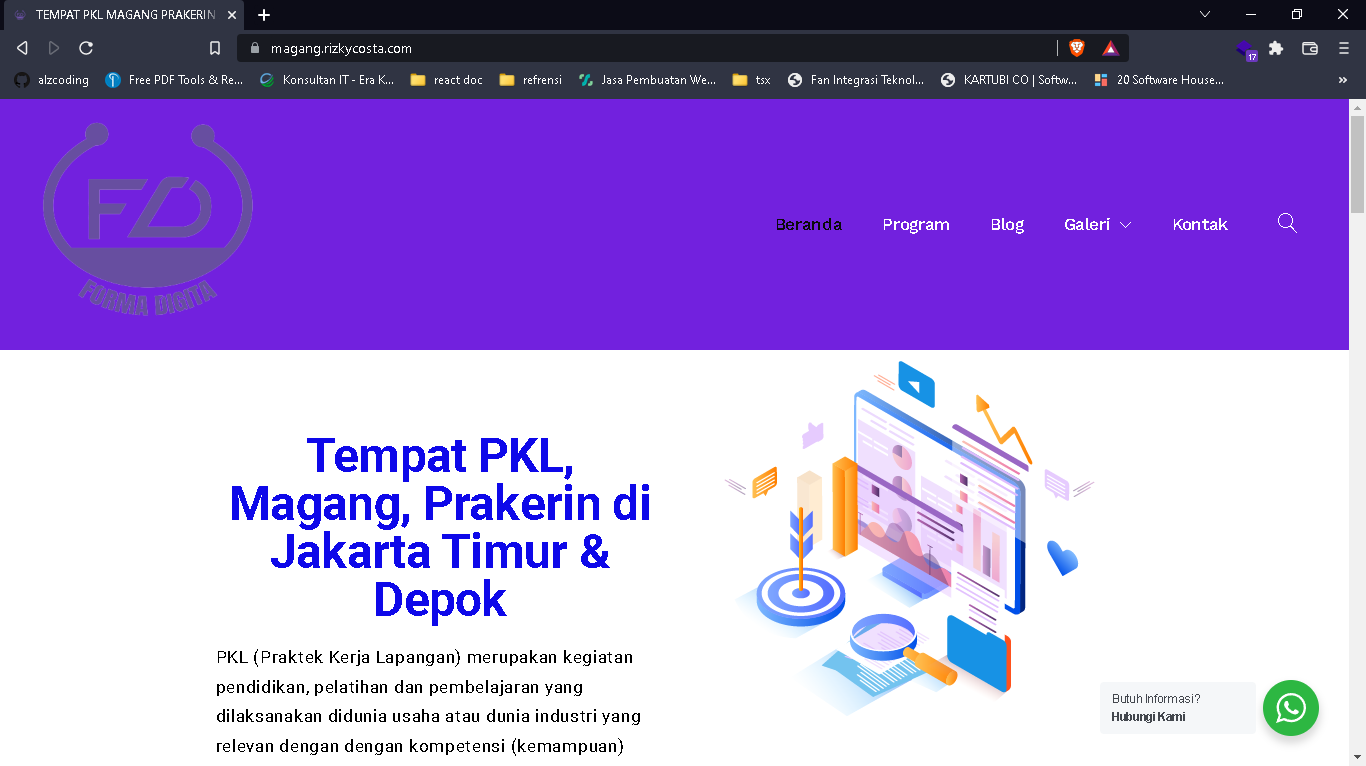 TEMPAT PKL MAGANG PRAKERIN
magang.rizkycosta.com
17
alzcoding
Free PDF Tools & Re...
Konsultan IT - Era K...
react doc
refrensi
Jasa Pembuatan We...
tsx
Fan Integrasi Teknol...
KARTUBI CO | Softw...
20 Software House...
»
FD
FORMA DIGITA
Beranda
Program
Blog
Galeri
Kontak
Tempat PKL,
Magang, Prakerin di
Jakarta Timur &
Depok
PKL (Praktek Kerja Lapangan) merupakan kegiatan
pendidikan, pelatihan dan pembelajaran yang
dilaksanakan didunia usaha atau dunia industri yang
relevan dengan dengan kompetensi (kemampuan)
Butuh Informasi?
Hubungi Kami